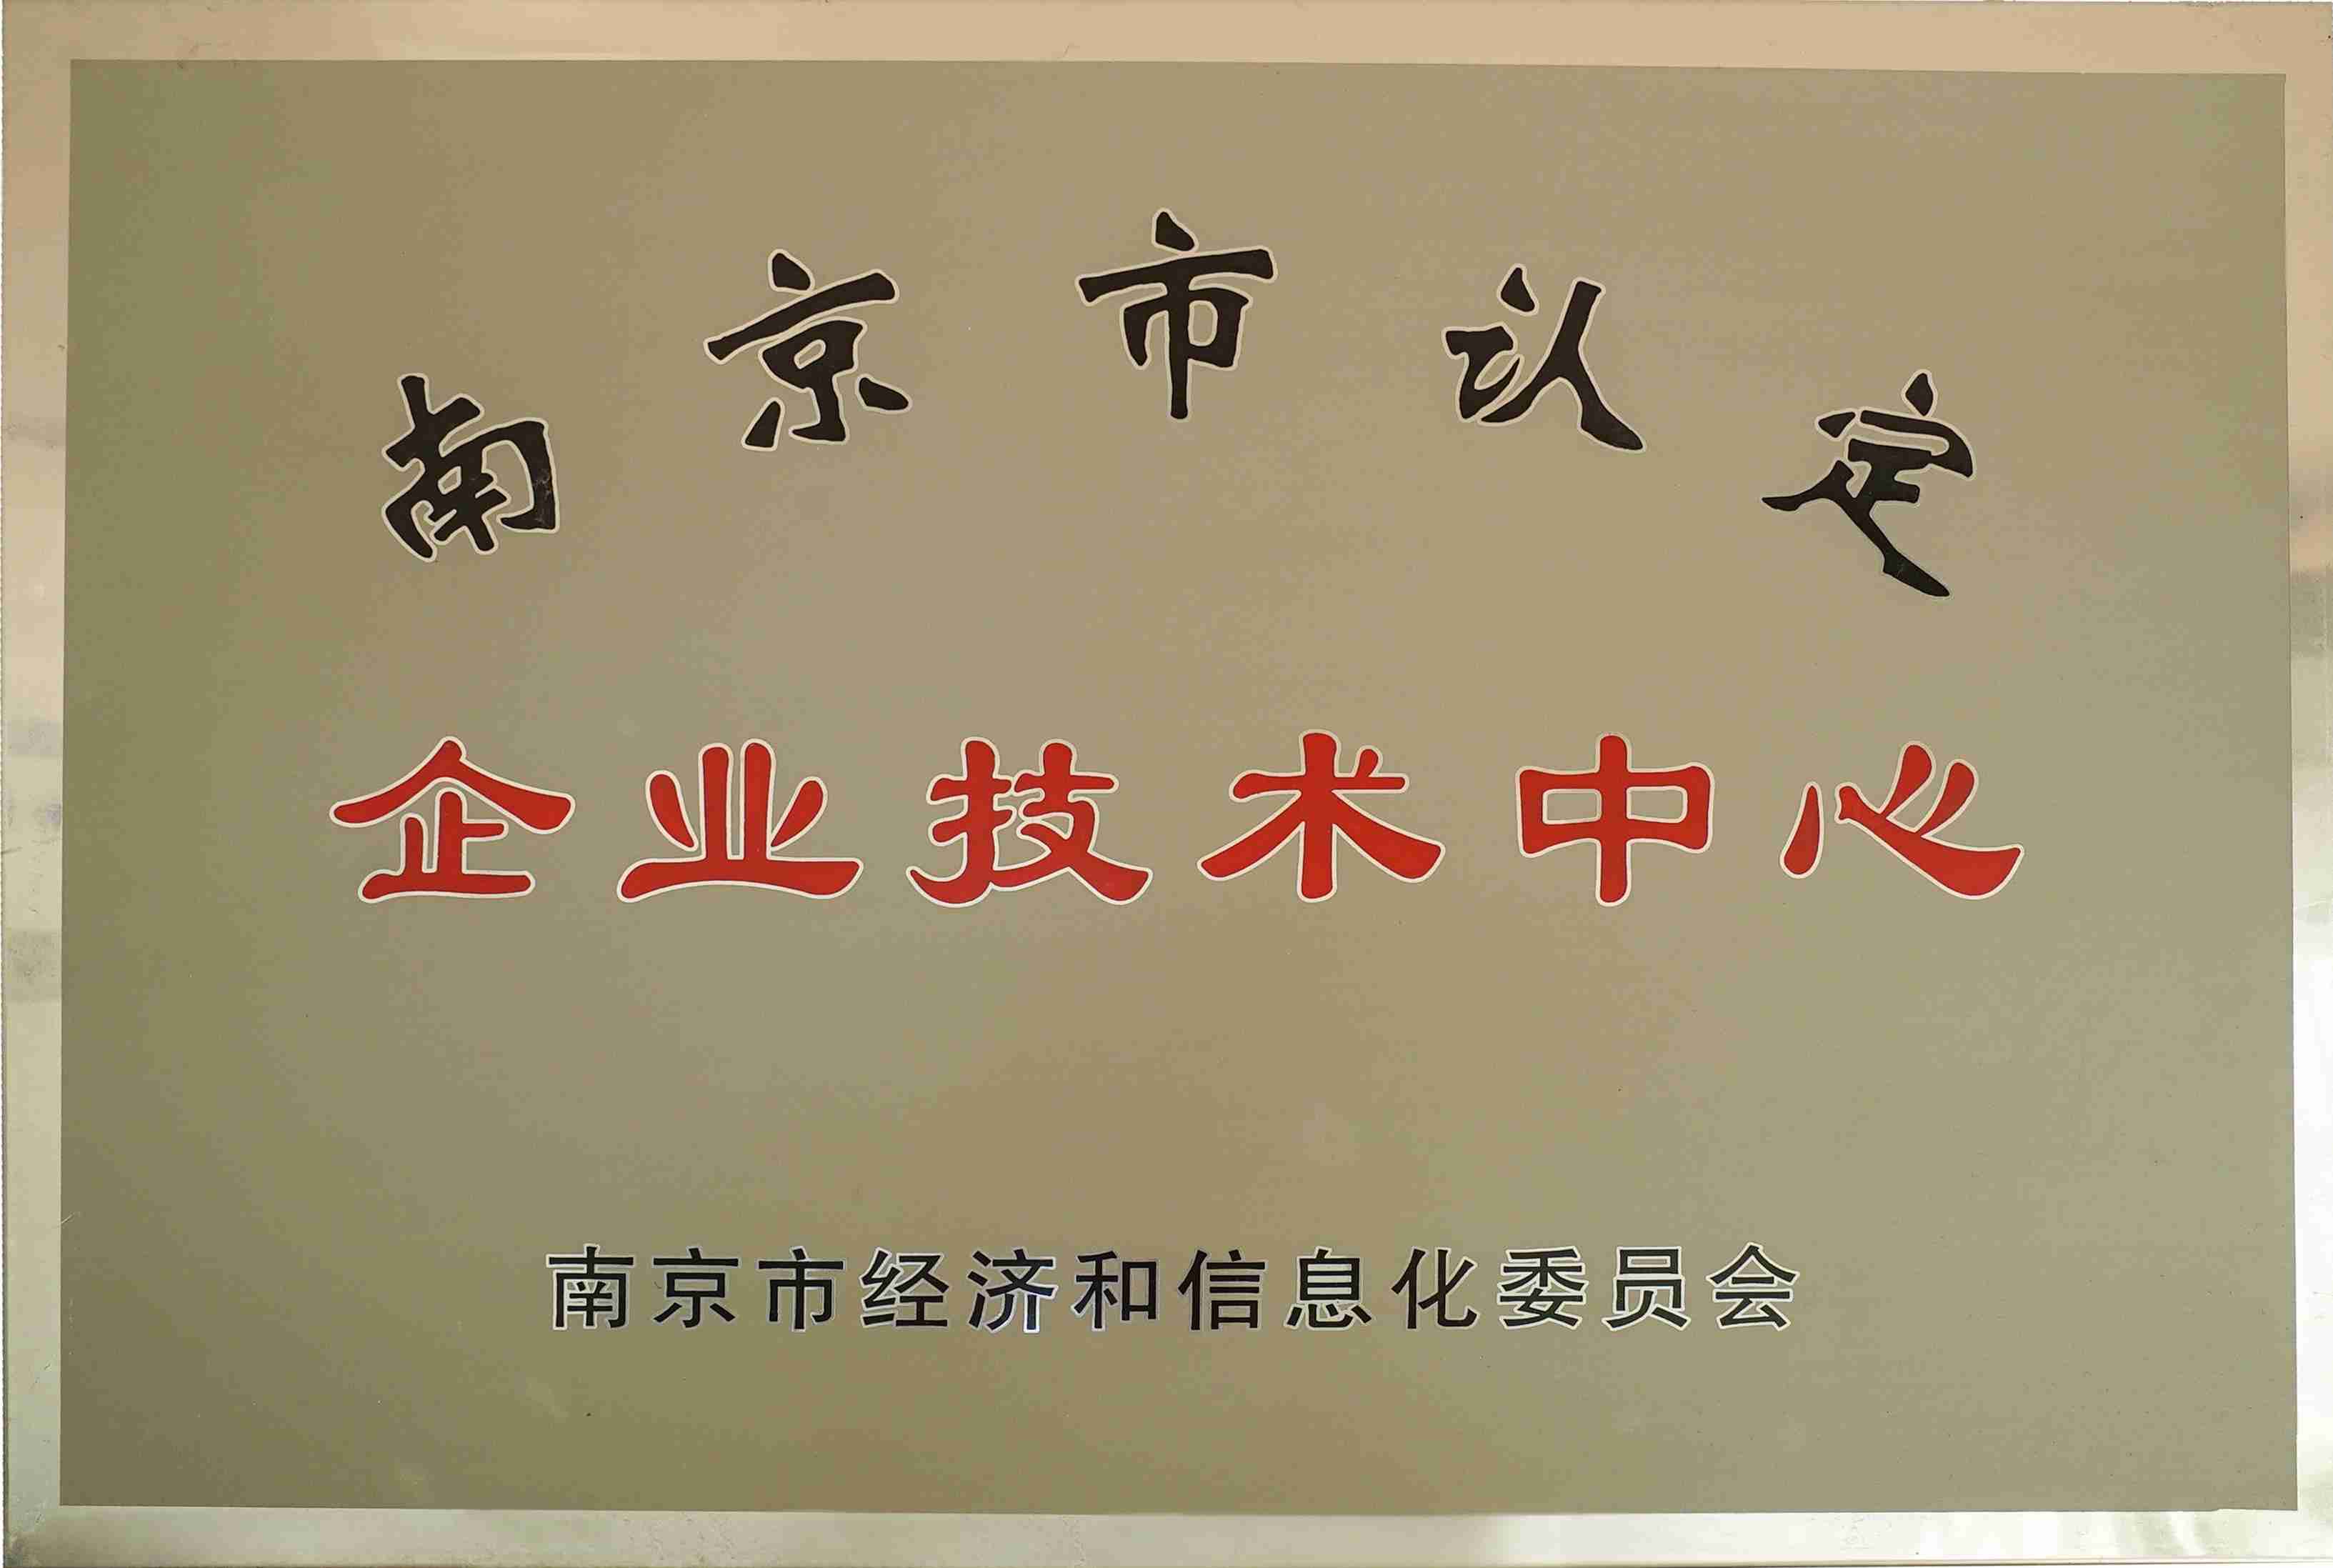 南京市认定
企业技术中心
南京市经济和信息化委员会